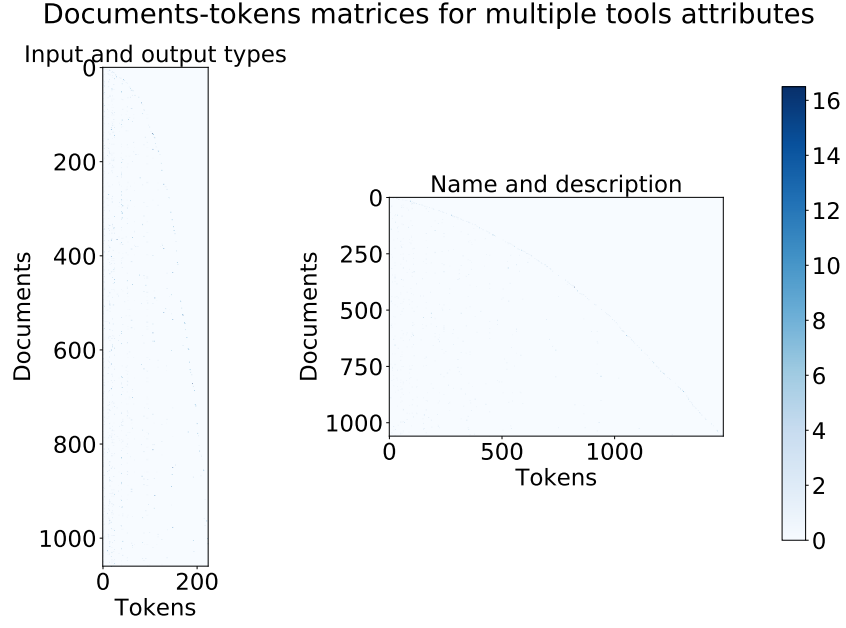 Documents-tokens matrices for multiple tools attributes
Input and output types
0
200
400
600
800
1000
Documents
0 200
Tokens
Name and description
0
250
500
750
1000
Documents
0 500 1000
Tokens
16
14
12
10
8
6
4
2
0